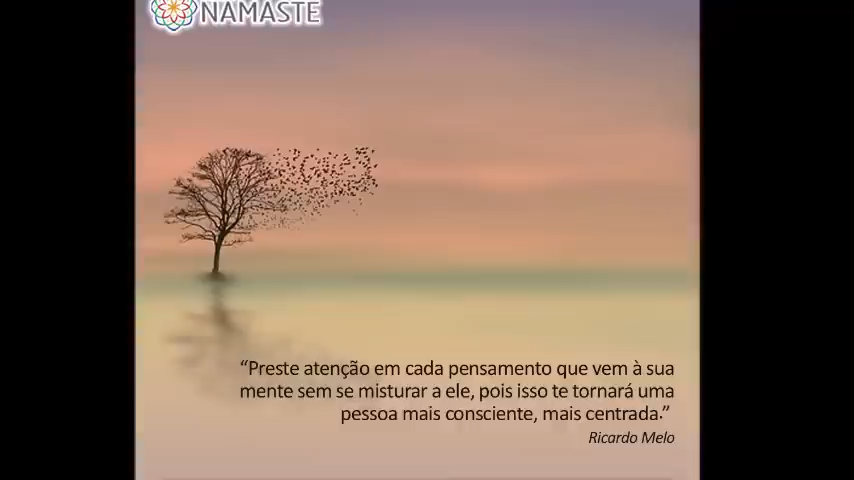 NAMASTE
“Preste atenção em cada pensamento que vem à sua
mente sem se misturar a ele, pois isso te tornará uma
pessoa mais consciente, mais centrada.”
Ricardo Melo